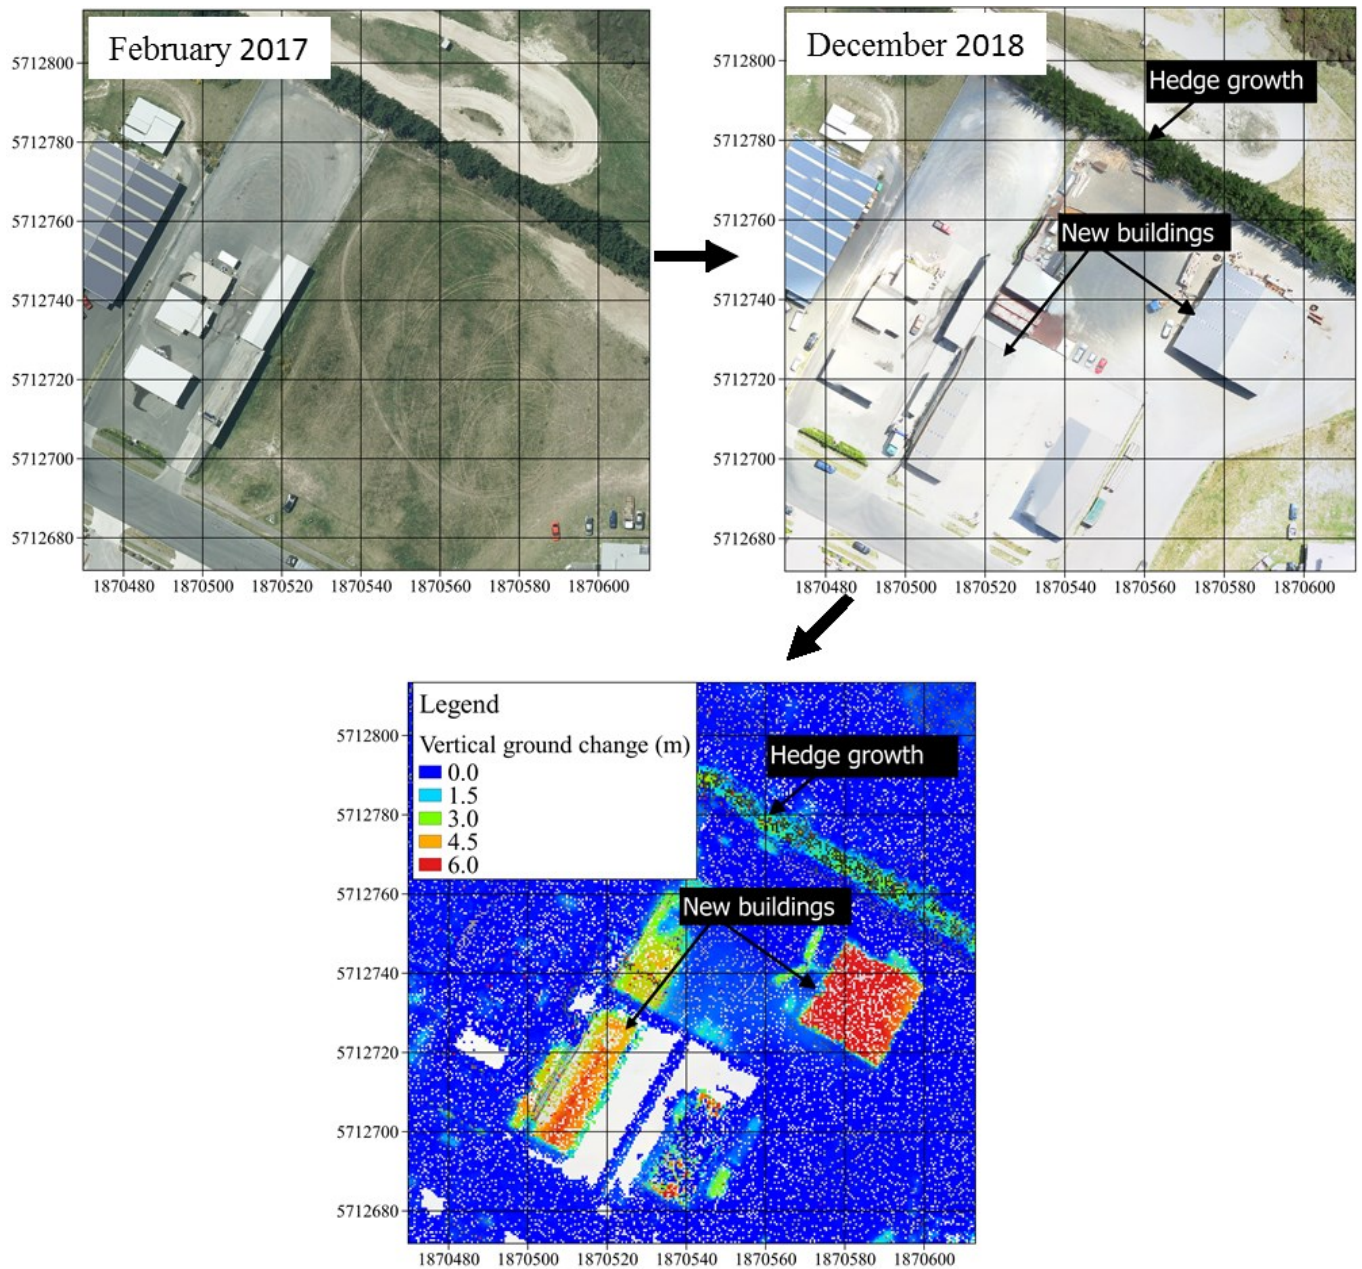 February 2017
5712800
5712780
5712760
5712740
5712720
5712700
5712680
1870480 1870500 1870520 1870540 1870560 1870580 1870600
December 2018
Hedge growth
New buildings
5712800
5712780
5712760
5712740
5712720
5712700
5712680
1870480 1870500 1870520 1870540 1870560 1870580 1870600
Legend
Vertical ground change (m)
0.0
1.5
3.0
4.5
6.0
Hedge growth
New buildings
5712800
5712780
5712760
5712740
5712720
5712700
5712680
1870480 1870500 1870520 1870540 1870560 1870580 1870600